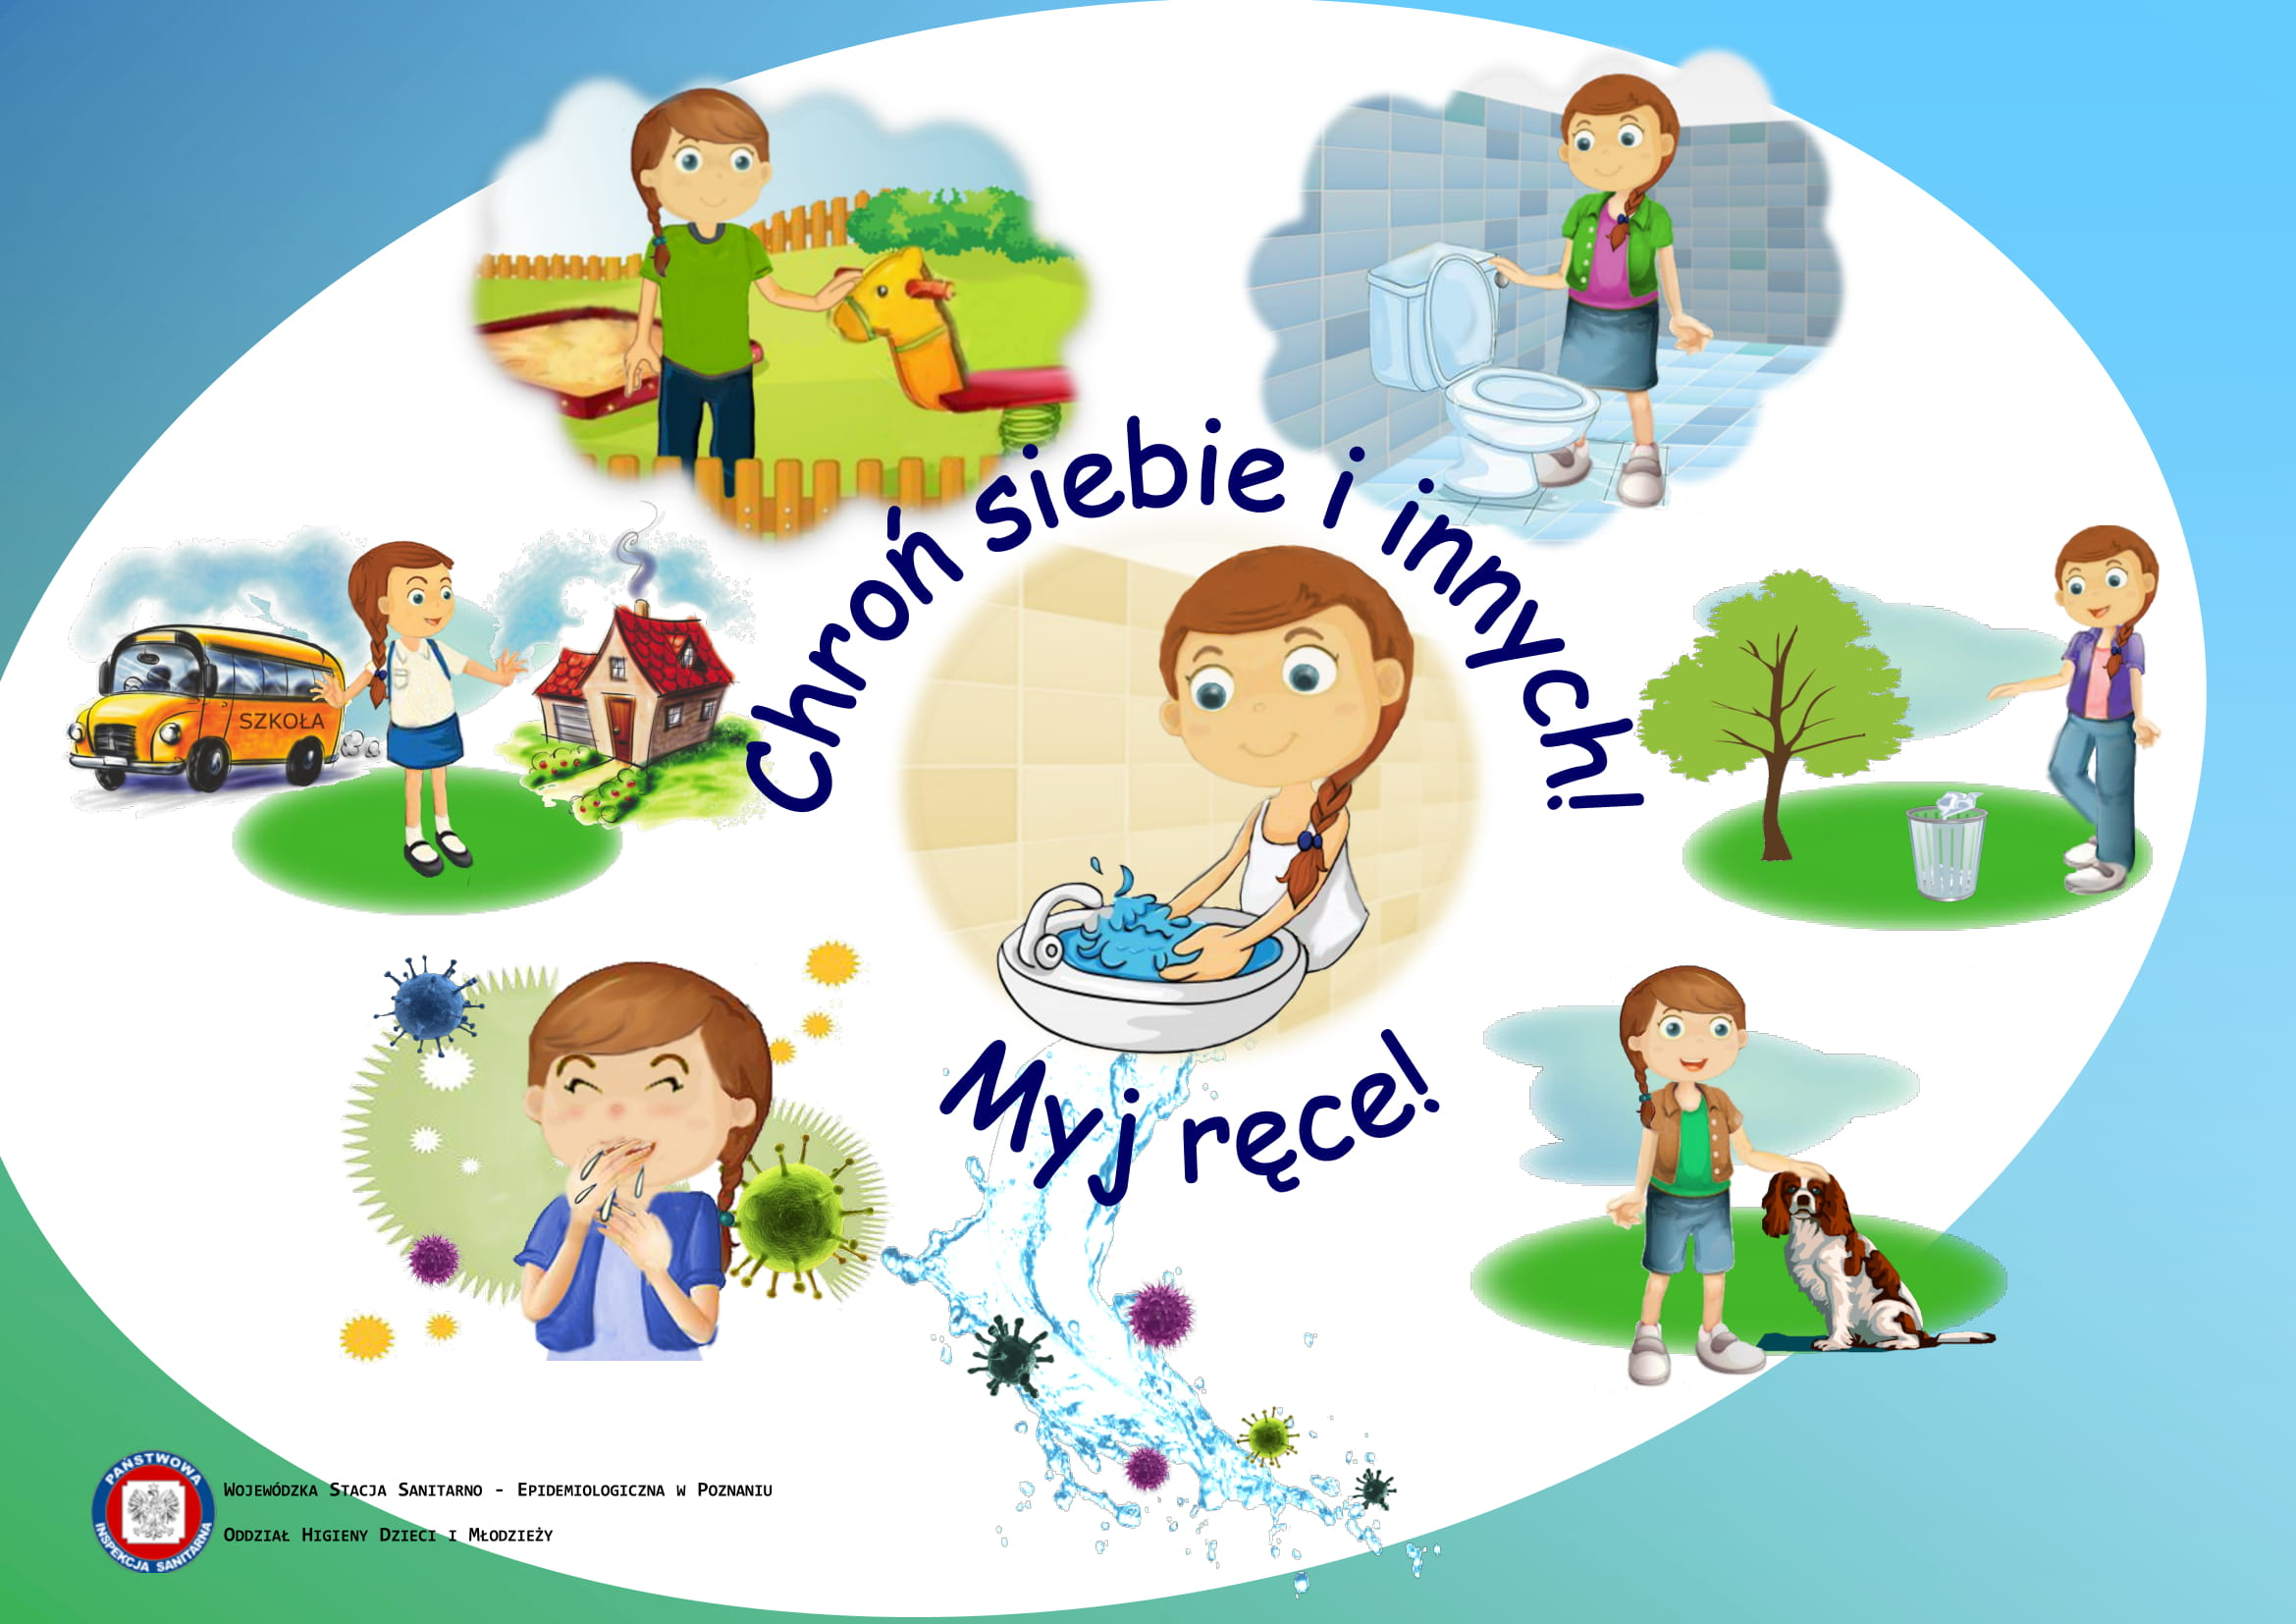 Chroń siebie i innych!
SZKOŁA
Myj ręce!
PAŃSTWOWA
INSPEKCJA SANITARNA
Wojewódzka Stacja Sanitarno - Epidemiologiczna w Poznaniu
Oddział Higieny Dzieci i Młodzieży